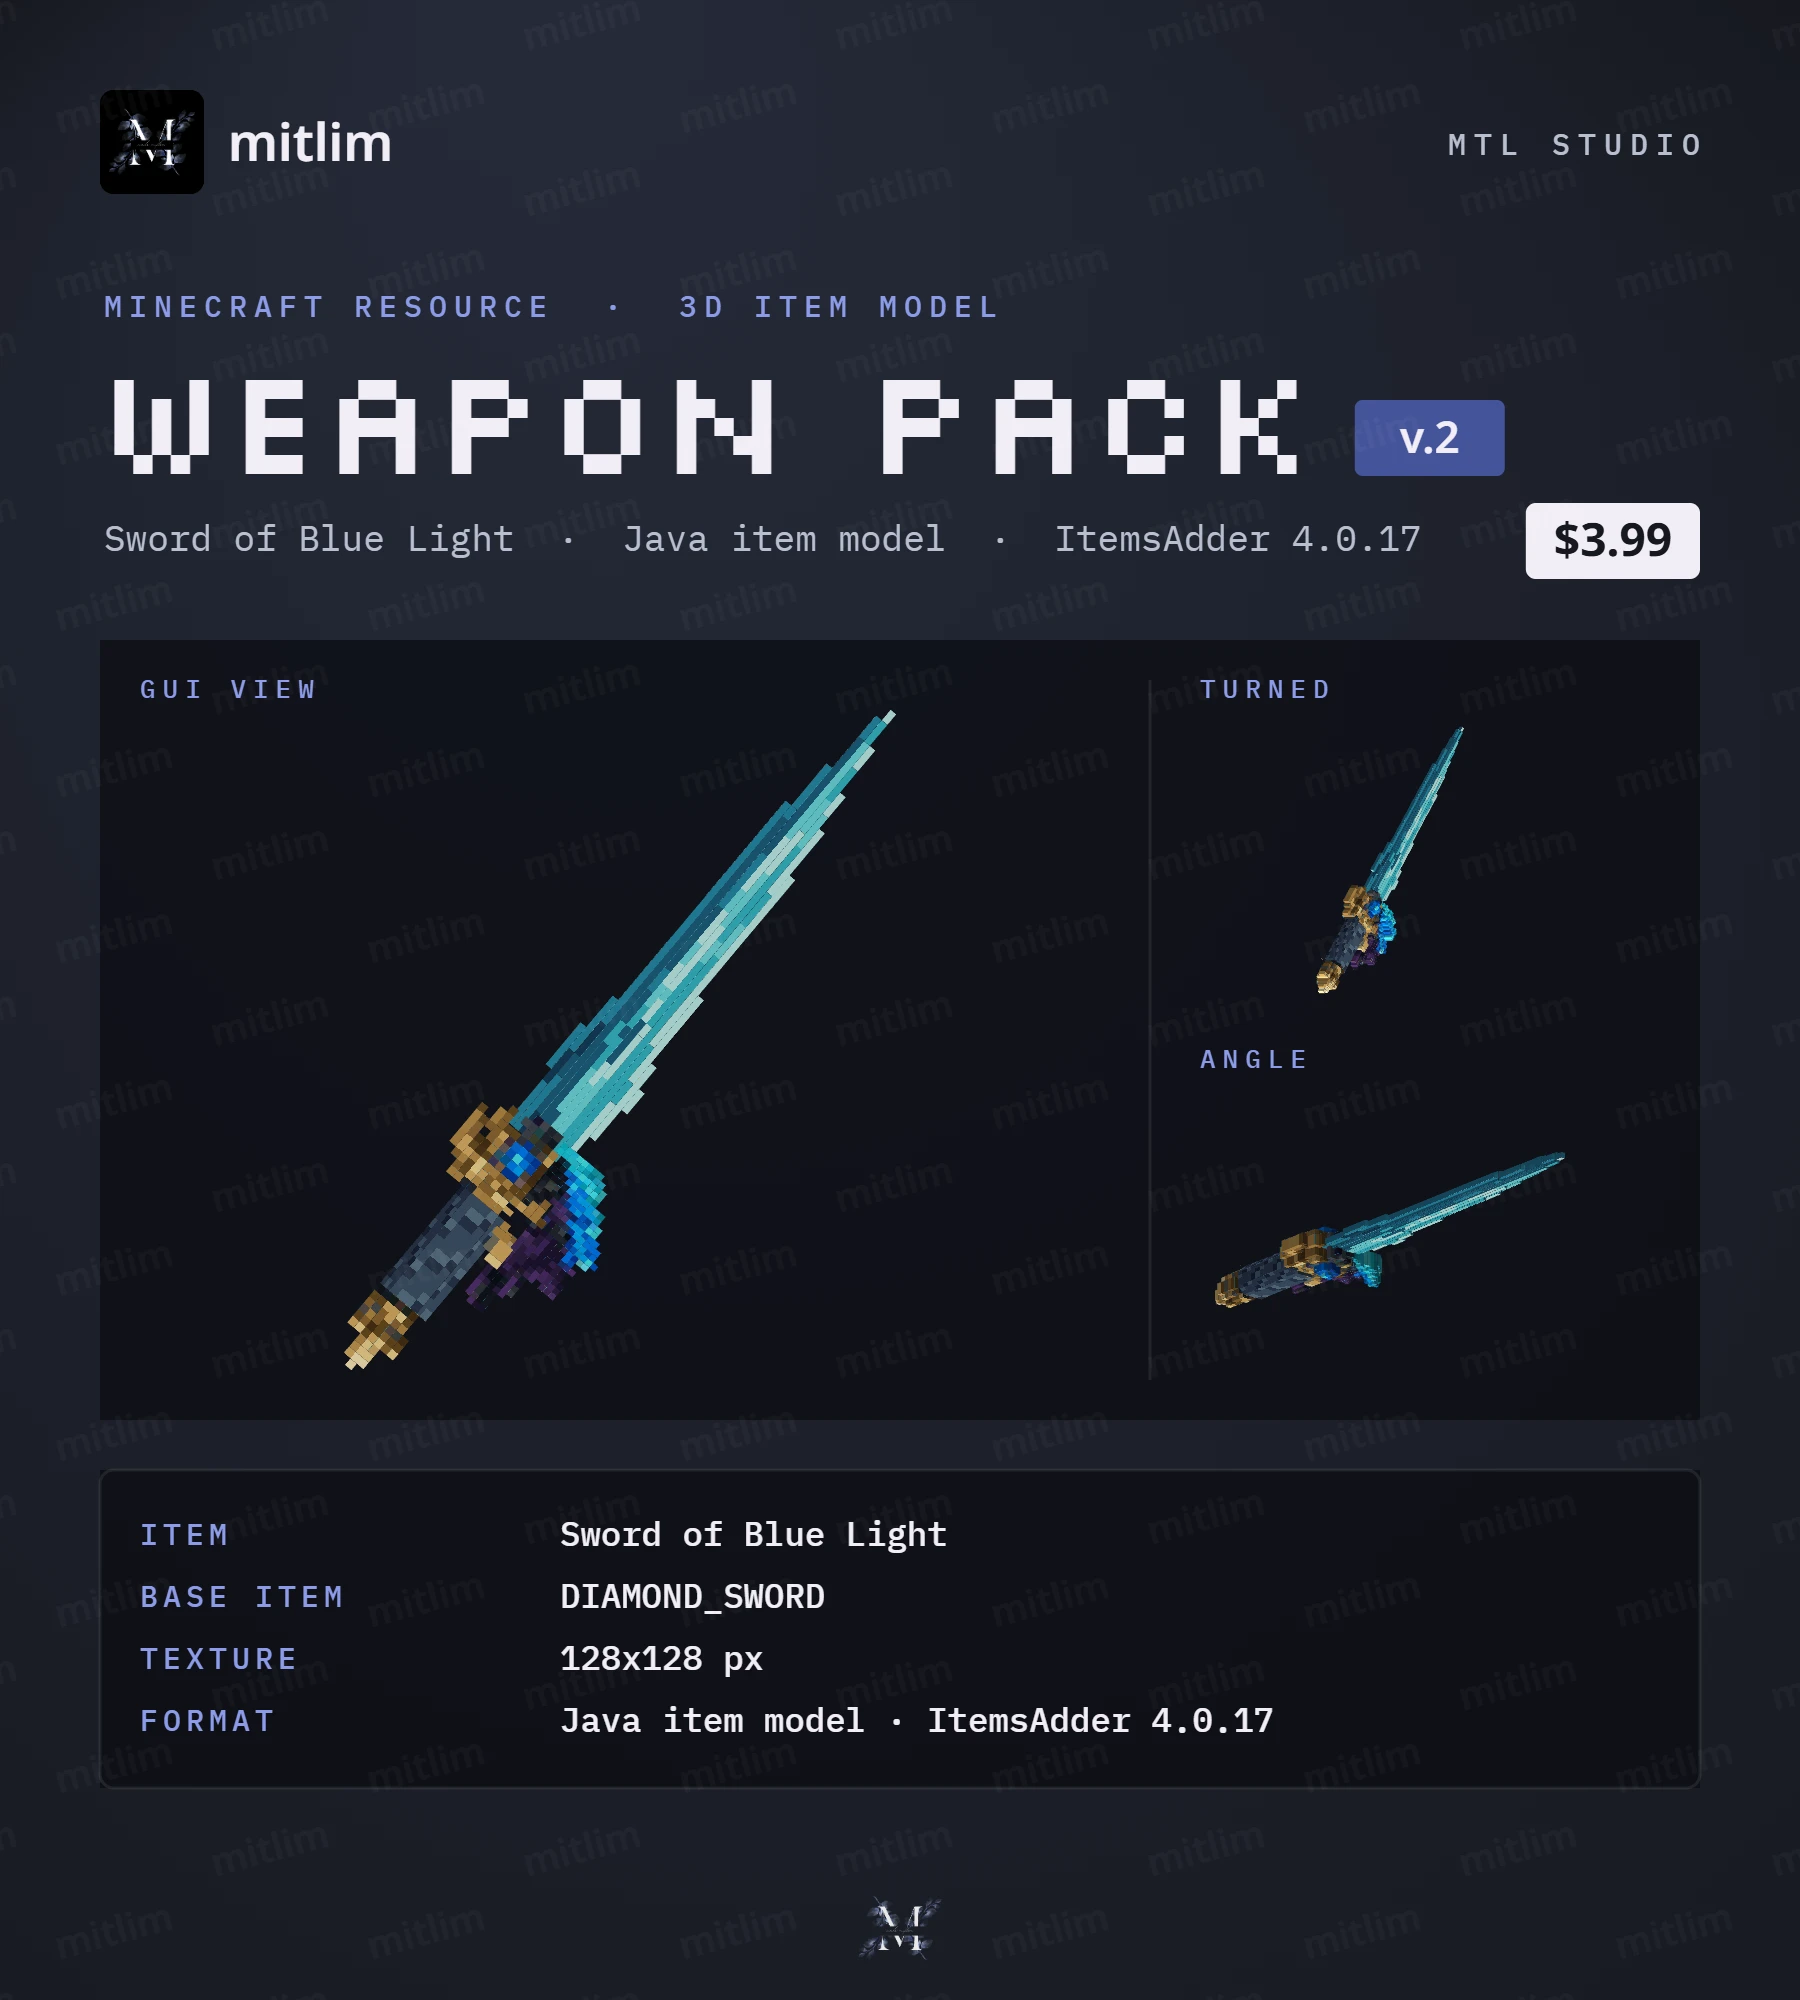 mitlim
MTL STUDIO
MINECRAFT RESOURCE · 3D ITEM MODEL
WEAPON PACK v.2
Sword of Blue Light · Java item model · ItemsAdder 4.0.17 $3.99
GUI VIEW
TURNED
ANGLE
ITEM Sword of Blue Light
BASE ITEM DIAMOND_SWORD
TEXTURE 128x128 px
FORMAT Java item model · ItemsAdder 4.0.17